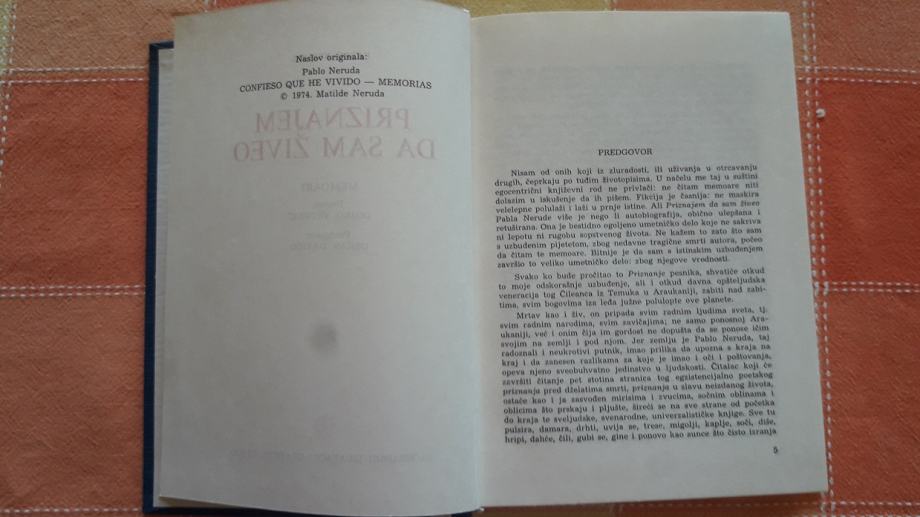 Naslov originala:
Pablo Neruda
CONFIESO QUE HE VIVIDO — MEMORIAS
© 1974. Matilde Neruda
PRIZNAJEM
DA SAM ŽIVEO
MEMOARI
PREDGOVOR
Nisam od onih koji iz zluradosti, ili uživanja u otrcavanju
drugih, čeprkaju po tuđim životopisima. U načelu me taj u suštini
egocentrični književni rod ne privlači: ne čitam memoare niti
dolazim u iskušenje da ih pišem. Fikcija je časnija: ne maskira
velelepne polulaži i laži u prnje istine. Ali Priznajem da sam živeo
Pabla Nerude više je nego li autobiografija, obično ulepšana i
retuširana. Ona je bestidno ogoljeno umetničko delo koje ne sakriva
ni lepotu ni rugobu sopstvenog života. Ne kažem to zato što sam
s uzbuđenim pijetetom, zbog nedavne tragične smrti autora, počeo
da čitam te memoare. Bitnije je da sam s istinskim uzbuđenjem
završio to veliko umetničko delo: zbog njegove vrednosti.
Svako ko bude pročitao to Priznanje pesnika, shvatiće otkud
to moje odskorašnje uzbuđenje, ali i otkud davna opšteljudska
veneracija tog Čileanca iz Temuka u Araukaniji, zabiti nad zabi-
tima, svim bogovima iza leđa južne polulopte ove planete.
Mrtav kao i živ, on pripada svim radnim ljudima sveta, tj.
svim radnim narodima, svim zavičajima; ne samo ponosnoj Ara-
ukaniji, već i onim čija im gordost ne dopušta da se ponose ičim
svojim na zemlji i pod njom. Jer zemlju je Pablo Neruda, taj
radoznali i neukrotivi putnik, imao prilika da upozna s kraja na
kraj i da zanesen razlikama za koje je imao i oči i poštovanja,
opeva njeno sveobuhvatno jedinstvo u ljudskosti. Čitalac koji će
završiti čitanje pet stotina stranica tog egzistencijalno poetskog
priznanja pred dželatima smrti, priznanja u slavu neizdanog života,
ostaće kao i ja zasvođen mirisima i zvucima, sočnim oblinama i
oblicima što prskaju i pljušte, šireći se na sve strane od početka
do kraja te sveljudske, svenarodne, univerzalističke knjige. Sve tu
pulsira, damara, drhti, uvija se, trese, migolji, kaplje, soči, diše,
hripi, dahće, čili, gubi se, gine i ponovo kao sunce što čisto izranja
5